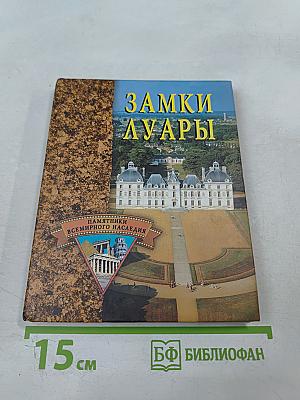 ЗАМКИ
ЛУАРЫ
ПАМЯТНИКИ
ВСЕМИРНОГО НАСЛЕДИЯ
15 см
БФ БИБЛИОФАН